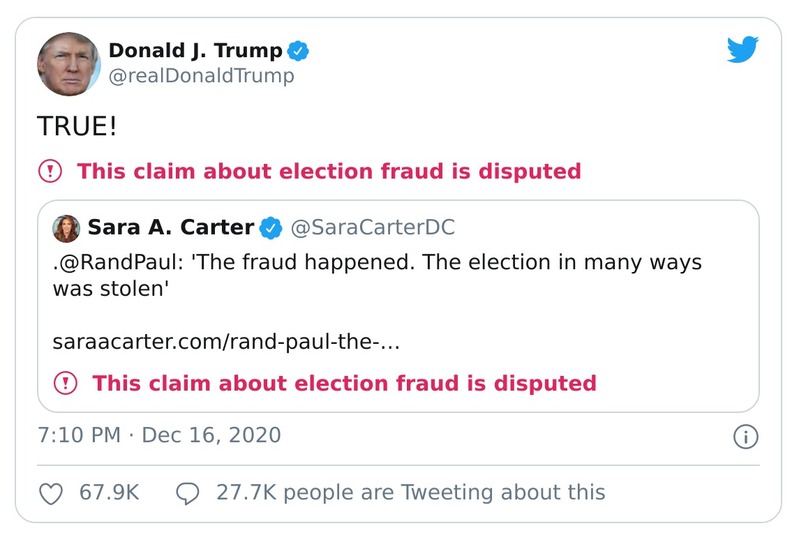 Donald J. Trump
@realDonaldTrump
TRUE!
This claim about election fraud is disputed
Sara A. Carter @SaraCarterDC
.@RandPaul: 'The fraud happened. The election in many ways
was stolen'
saraacarter.com/rand-paul-the-...
This claim about election fraud is disputed
7:10 PM · Dec 16, 2020
67.9K 27.7K people are Tweeting about this